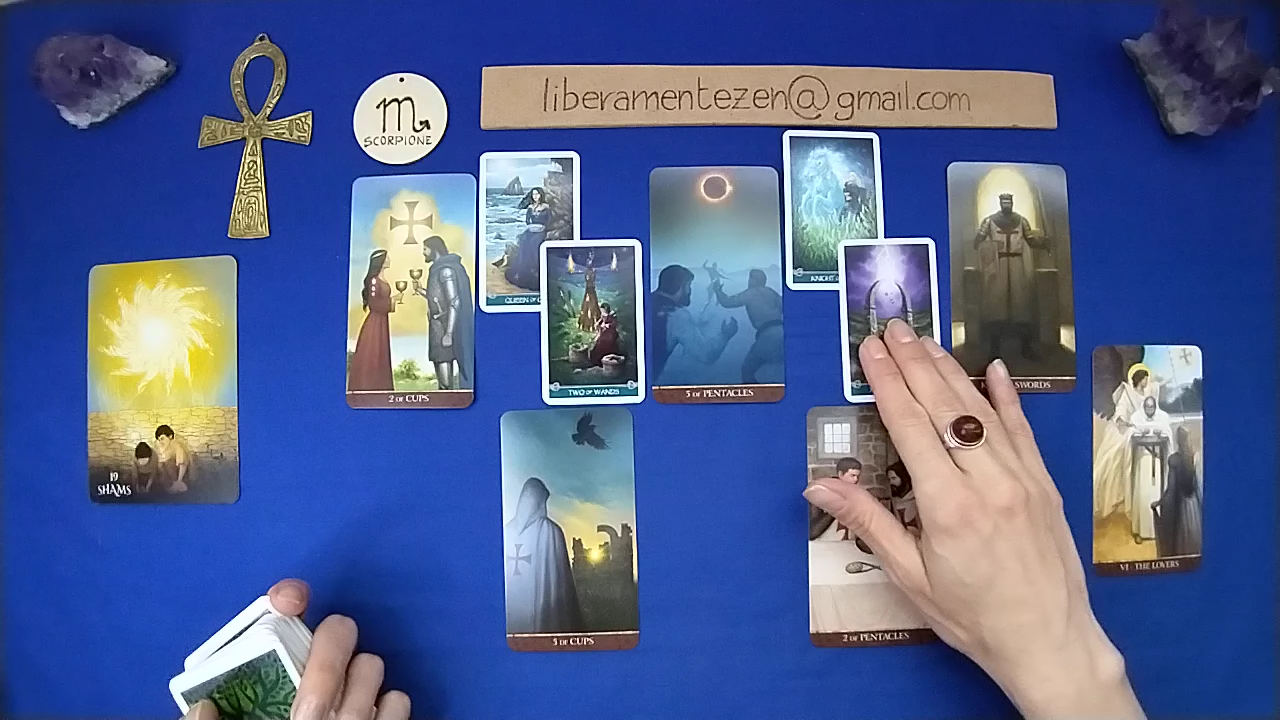 liberamentezen@gmail.com
♏
SCORPIONE
19
SHAMS
2 OF CUPS
QUEEN OF
TWO OF WANDS
5 OF PENTACLES
KNIGHT
SWORDS
5 OF CUPS
2 OF PENTACLES
VI - THE LOVERS